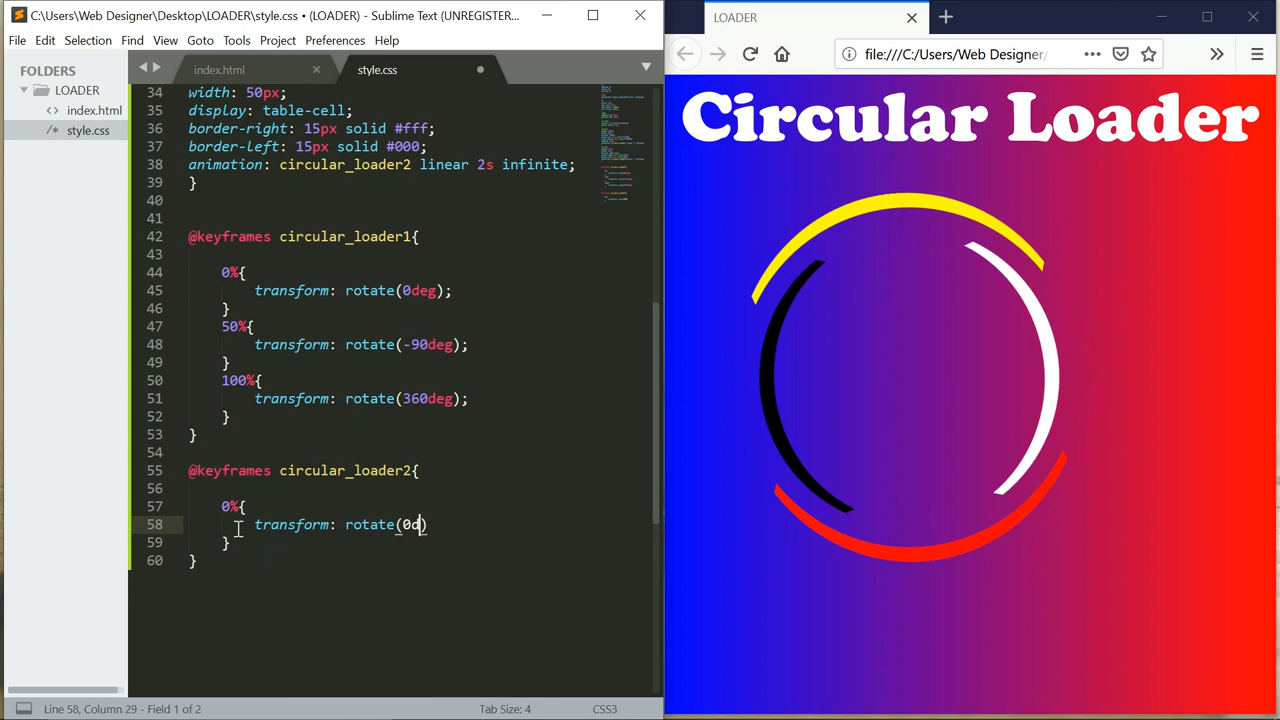 C:\Users\Web Designer\Desktop\LOADER\style.css • (LOADER) - Sublime Text (UNREGISTER...
File Edit Selection Find View Goto Tools Project Preferences Help
FOLDERS
LOADER
<> index.html
/* style.css
index.html
style.css
34 width: 50px;
35 display: table-cell;
36 border-right: 15px solid #fff;
37 border-left: 15px solid #000;
38 animation: circular_loader2 linear 2s infinite;
39 }
40
41
42 @keyframes circular_loader1{
43
44 0%{
45 transform: rotate(0deg);
46 }
47 50%{
48 transform: rotate(-90deg);
49 }
50 100%{
51 transform: rotate(360deg);
52 }
53 }
54
55 @keyframes circular_loader2{
56
57 0%{
58 transform: rotate(0d)
59 }
60 }
Line 58, Column 29 - Field 1 of 2
Tab Size: 4
CSS3
LOADER
file:///C:/Users/Web Designer/
Circular Loader